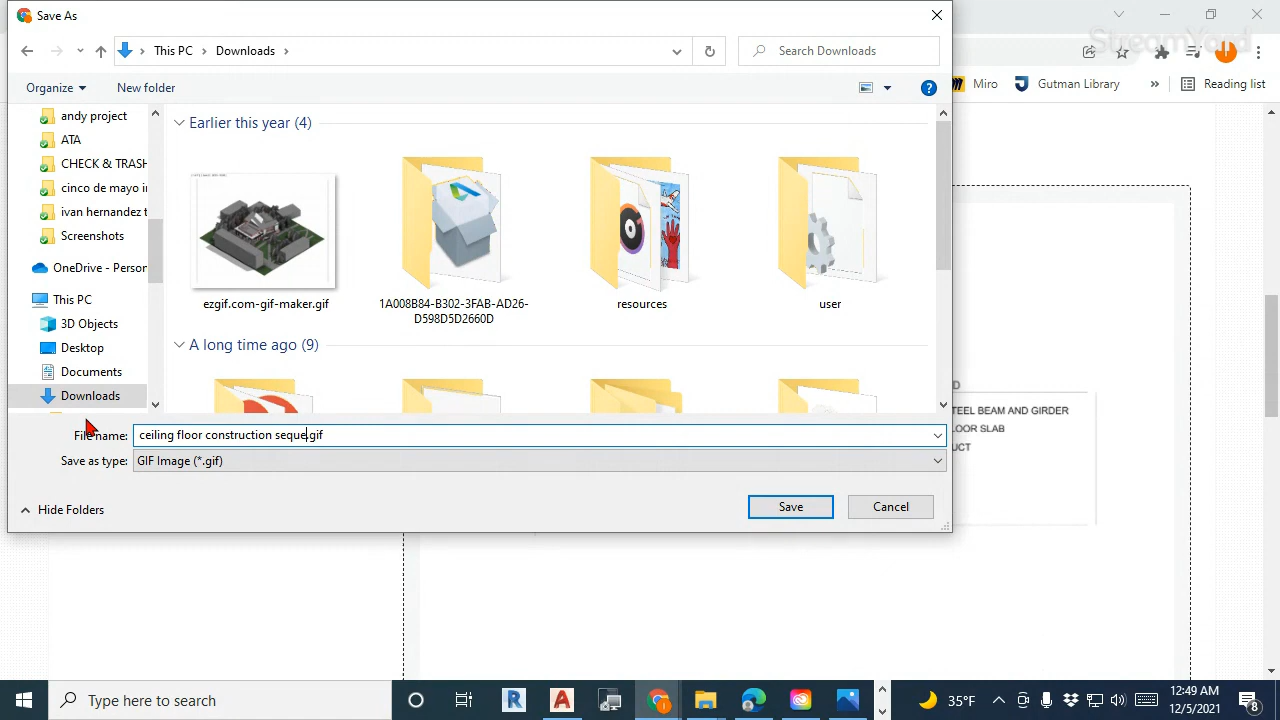 Save As
StreamYard
This PC
Downloads
Search Downloads
Organize
New folder
Miro
Gutman Library
»
Reading list
andy project
ATA
CHECK & TRASH
cinco de mayo in
ivan hernandez t
Screenshots
OneDrive - Person
This PC
3D Objects
Desktop
Documents
Downloads
Earlier this year (4)
ezgif.com-gif-maker.gif
1A008B84-B302-3FAB-AD26-
D598D5D2660D
resources
user
A long time ago (9)
D
TEEL BEAM AND GIRDER
LOOR SLAB
UCT
File name:
ceiling floor construction seque.gif
Save as type:
GIF Image (*.gif)
Hide Folders
Save
Cancel
Type here to search
35°F
12:49 AM
12/5/2021
8